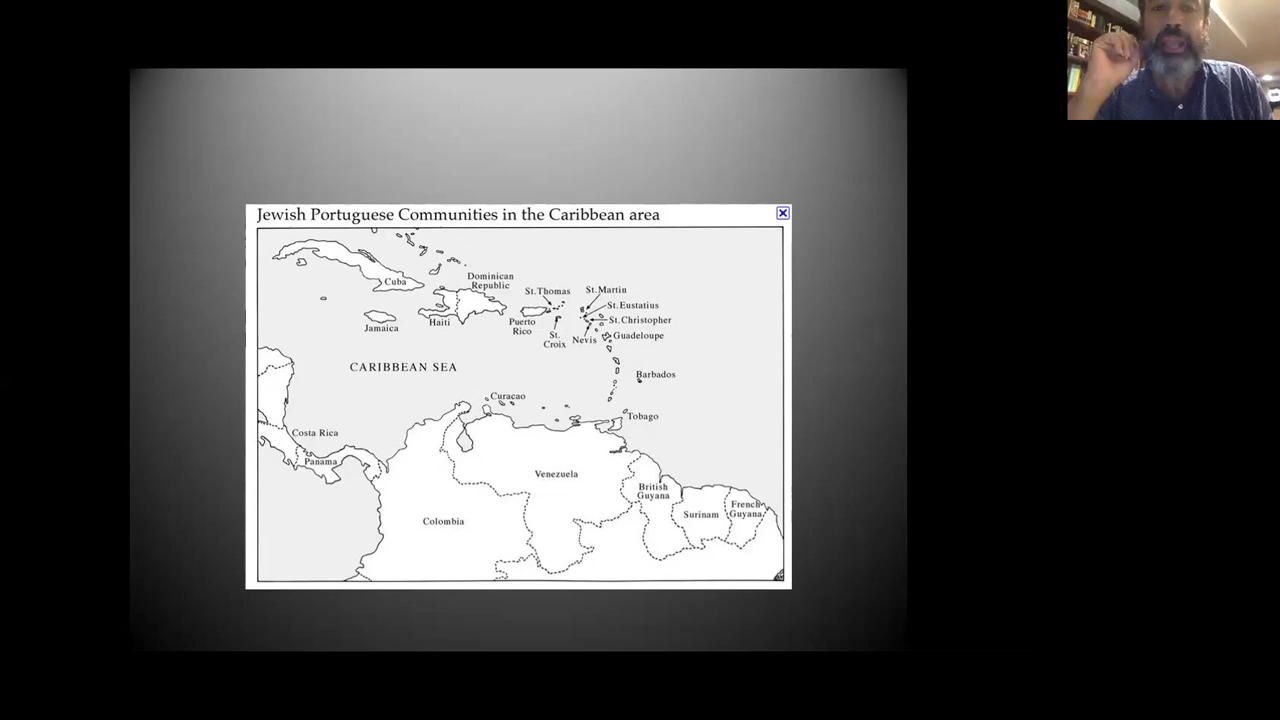 Jewish Portuguese Communities in the Caribbean area
Cuba
Dominican
Republic
St.Thomas
St.Martin
St.Eustatius
St.Christopher
Jamaica
Haiti
Puerto
Rico
St.
Croix
Nevis
Guadeloupe
CARIBBEAN SEA
Barbados
Curacao
Tobago
Costa Rica
Panama
Venezuela
British
Guyana
Surinam
French
Guyana
Colombia